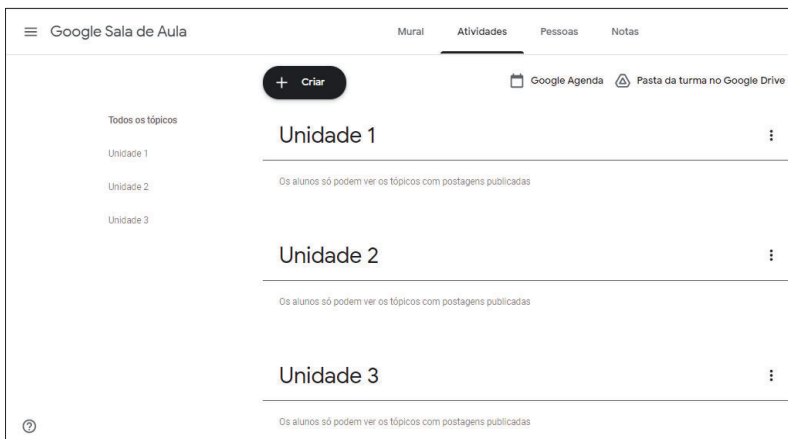 Google Sala de Aula
Mural Atividades Pessoas Notas
+ Criar
Google Agenda Pasta da turma no Google Drive
Todos os tópicos
Unidade 1
Unidade 2
Unidade 3
Unidade 1
Os alunos só podem ver os tópicos com postagens publicadas
Unidade 2
Os alunos só podem ver os tópicos com postagens publicadas
Unidade 3
Os alunos só podem ver os tópicos com postagens publicadas